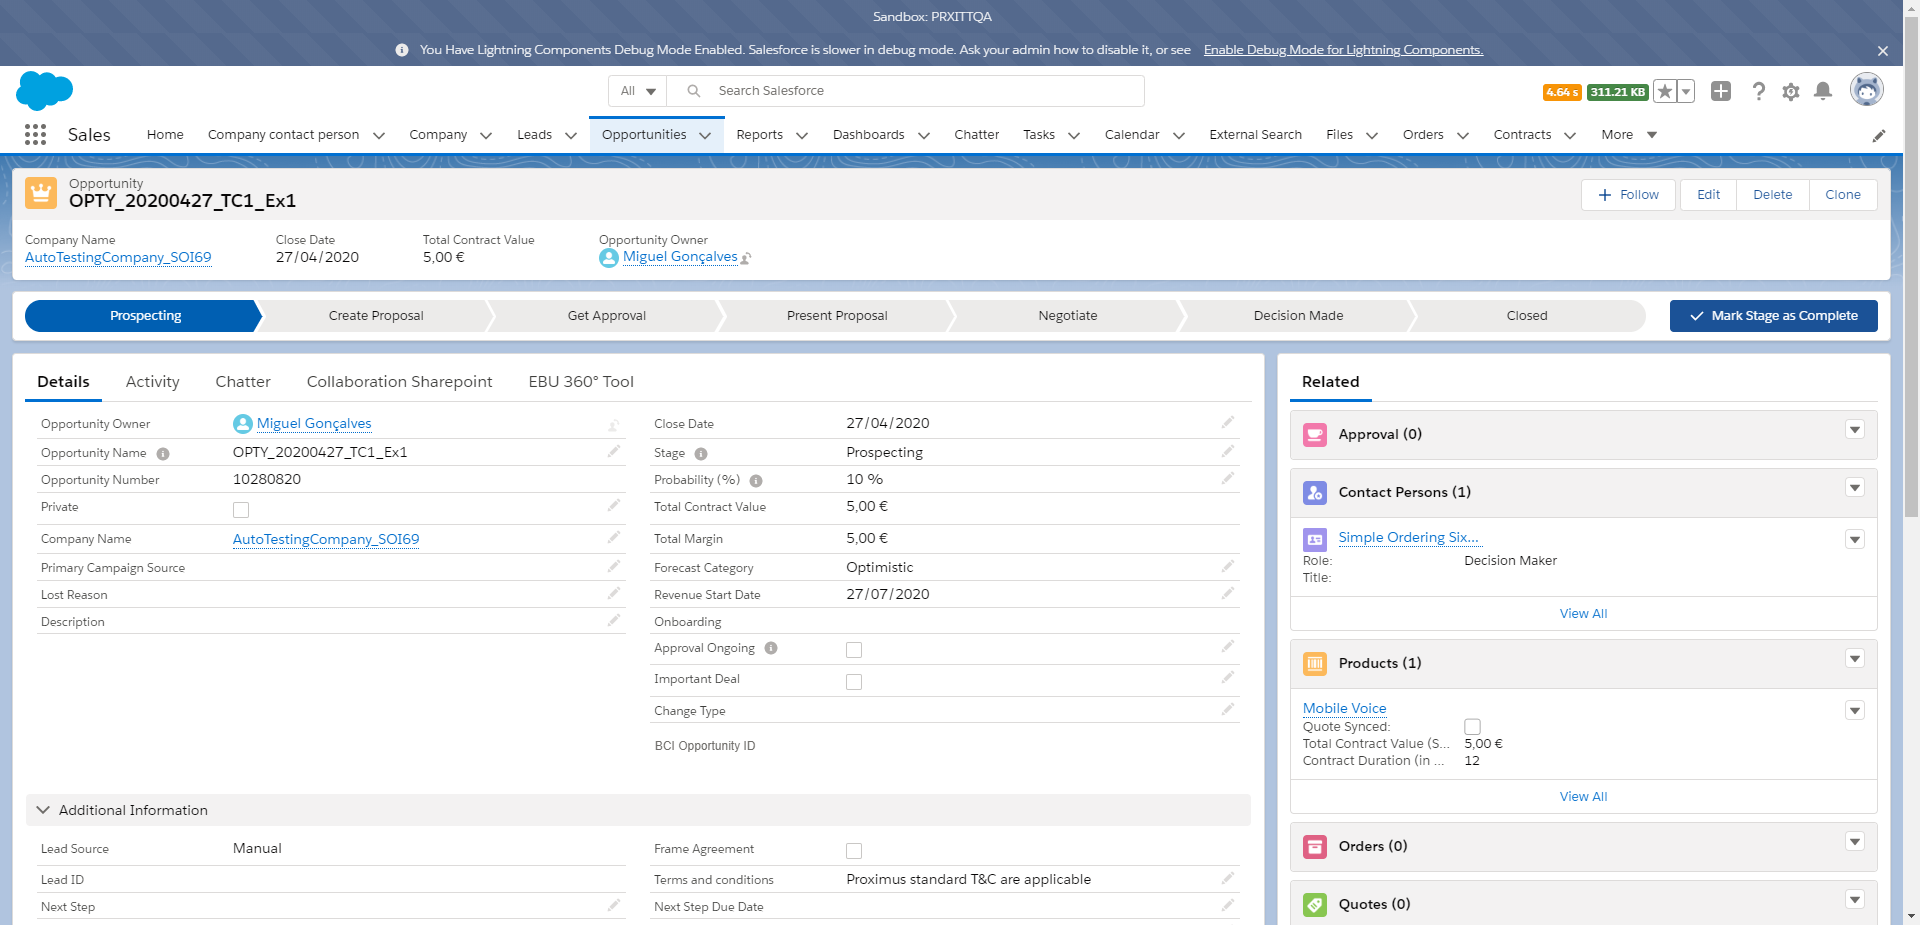 Sandbox: PRXITTQA
You Have Lightning Components Debug Mode Enabled. Salesforce is slower in debug mode. Ask your admin how to disable it, or see Enable Debug Mode for Lightning Components.
All Search Salesforce 4.64 s 311.21 KB
Sales Home Company contact person Company Leads Opportunities Reports Dashboards Chatter Tasks Calendar External Search Files Orders Contracts More
Opportunity
OPTY_20200427_TC1_Ex1
Follow Edit Delete Clone
Company Name Close Date Total Contract Value Opportunity Owner
AutoTestingCompany_SOI69 27/04/2020 5,00 € Miguel Gonçalves
Prospecting Create Proposal Get Approval Present Proposal Negotiate Decision Made Closed Mark Stage as Complete
Details Activity Chatter Collaboration Sharepoint EBU 360° Tool
Opportunity Owner Miguel Gonçalves
Opportunity Name OPTY_20200427_TC1_Ex1
Opportunity Number 10280820
Private
Company Name AutoTestingCompany_SOI69
Primary Campaign Source
Lost Reason
Description
Close Date 27/04/2020
Stage Prospecting
Probability (%) 10 %
Total Contract Value 5,00 €
Total Margin 5,00 €
Forecast Category Optimistic
Revenue Start Date 27/07/2020
Onboarding
Approval Ongoing
Important Deal
Change Type
BCI Opportunity ID
Additional Information
Lead Source Manual
Lead ID
Next Step
Frame Agreement
Terms and conditions Proximus standard T&C are applicable
Next Step Due Date
Related
Approval (0)
Contact Persons (1)
Simple Ordering Six...
Role: Decision Maker
Title:
View All
Products (1)
Mobile Voice
Quote Synced:
Total Contract Value (S... 5,00 €
Contract Duration (in ... 12
View All
Orders (0)
Quotes (0)